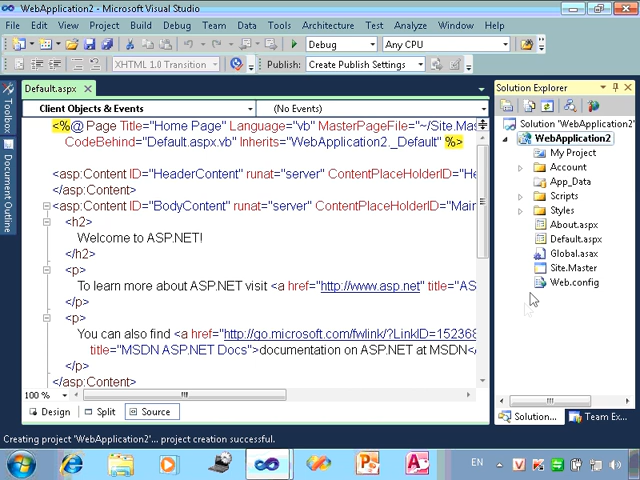 WebApplication2 - Microsoft Visual Studio
File Edit View Project Build Debug Team Data Tools Architecture Test Analyze Window Help
Debug Any CPU
XHTML 1.0 Transition Publish: Create Publish Settings
Toolbox
Document Outline
Default.aspx
Client Objects & Events (No Events)
<%@ Page Title="Home Page" Language="vb" MasterPageFile="~/Site.Mas
CodeBehind="Default.aspx.vb" Inherits="WebApplication2._Default" %>
<asp:Content ID="HeaderContent" runat="server" ContentPlaceHolderID="He
</asp:Content>
<asp:Content ID="BodyContent" runat="server" ContentPlaceHolderID="Main
<h2>
Welcome to ASP.NET!
</h2>
<p>
To learn more about ASP.NET visit <a href="http://www.asp.net" title="AS
</p>
<p>
You can also find <a href="http://go.microsoft.com/fwlink/?LinkID=152368
title="MSDN ASP.NET Docs">documentation on ASP.NET at MSDN</
</p>
</asp:Content>
100 %
Design Split Source
Solution Explorer
Solution "WebApplication2"
WebApplication2
My Project
Account
App_Data
Scripts
Styles
About.aspx
Default.aspx
Global.asax
Site.Master
Web.config
Solution... Team Ex...
Creating project 'WebApplication2'... project creation successful.
EN